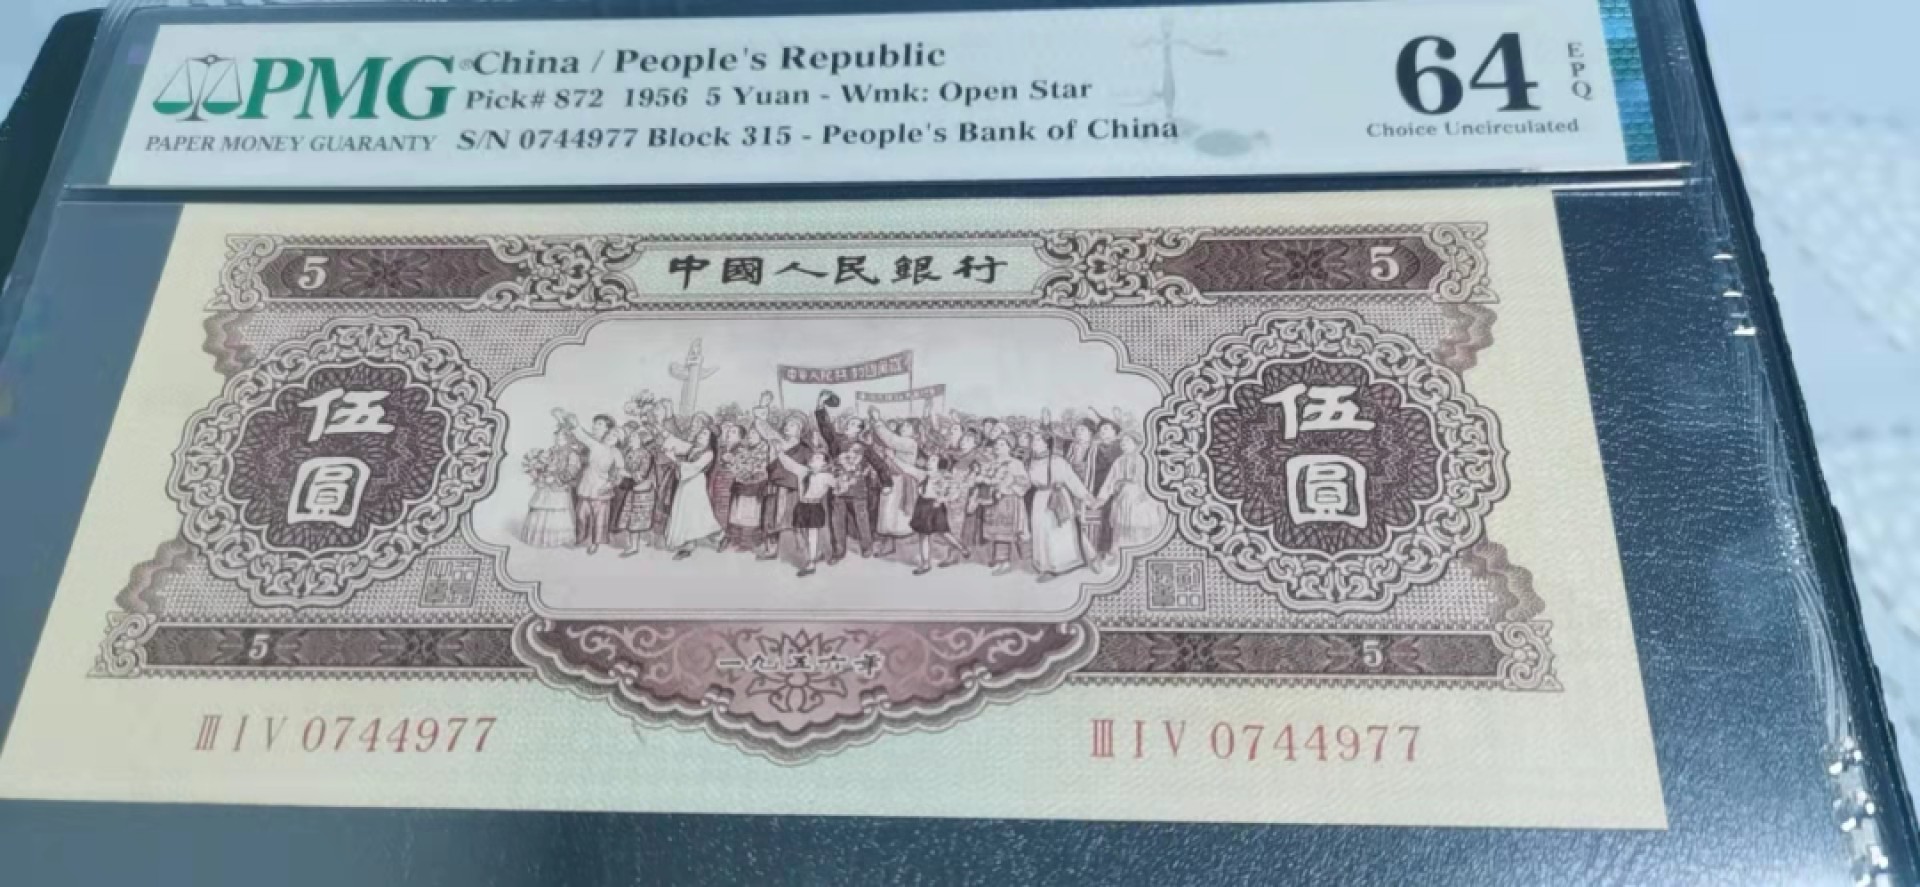 PMG ® China / People's Republic
Pick# 872 1956 5 Yuan - Wmk: Open Star
PAPER MONEY GUARANTY S/N 0744977 Block 315 - People's Bank of China
64 EPQ
Choice Uncirculated
5 中國人民銀行 5
伍圓
伍圓
5 一九五六年 5
III I V 0744977 III I V 0744977